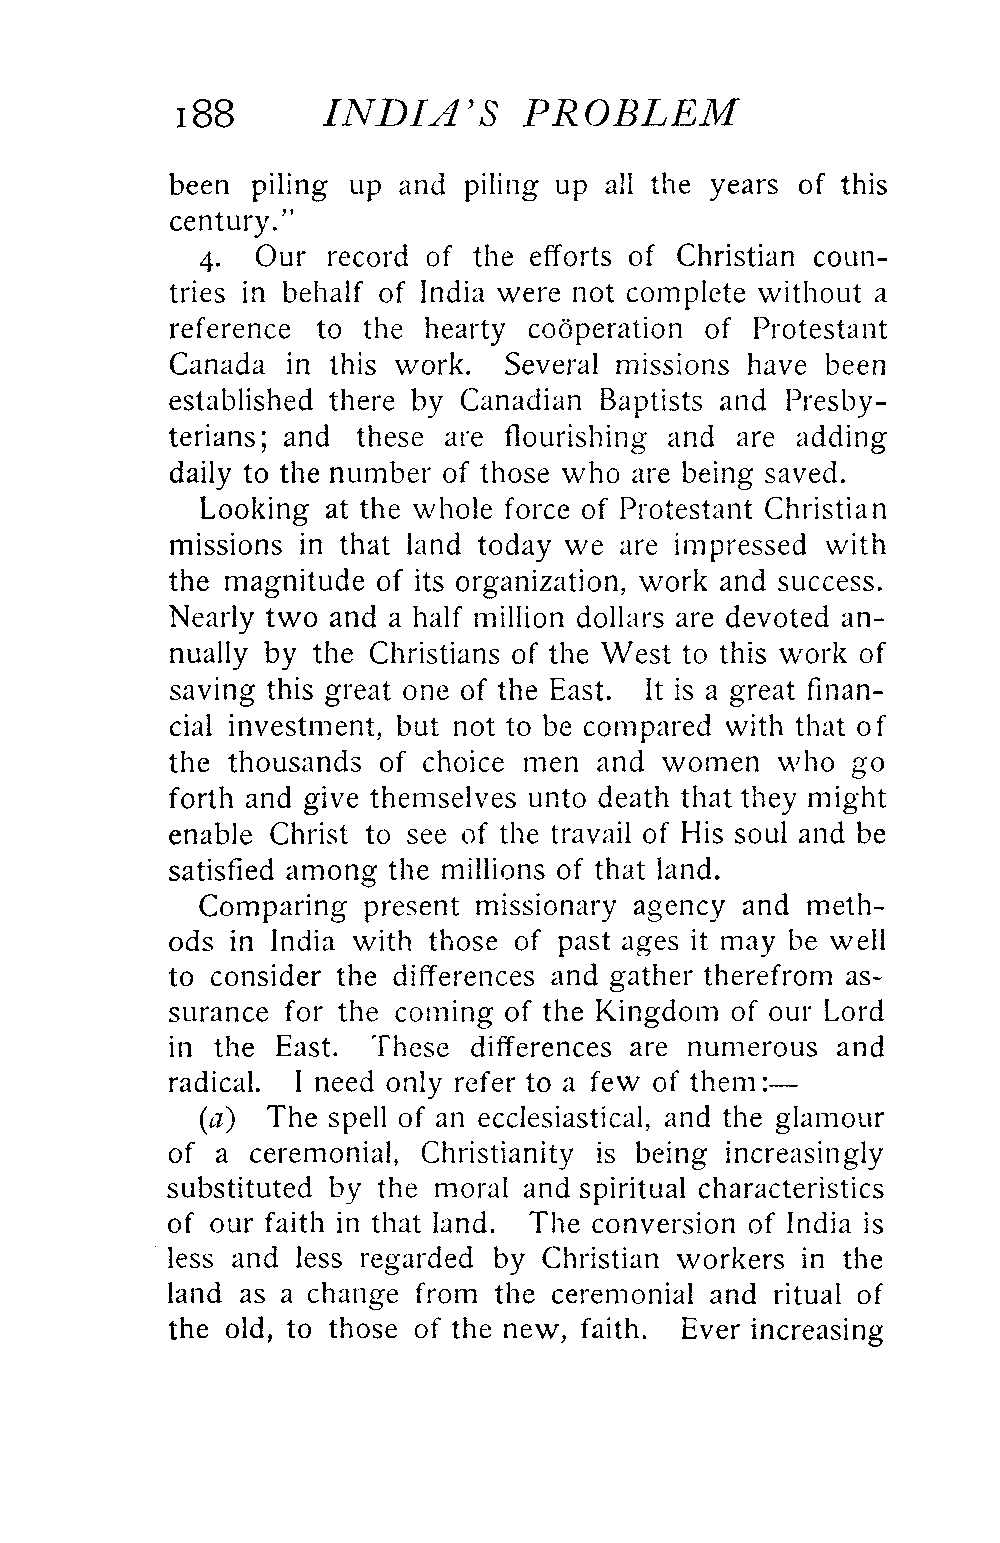 188 INDIA'S PROBLEM
been piling up and piling up all the years of this
century."
4. Our record of the efforts of Christian coun-
tries in behalf of India were not complete without a
reference to the hearty coöperation of Protestant
Canada in this work. Several missions have been
established there by Canadian Baptists and Presby-
terians; and these are flourishing and are adding
daily to the number of those who are being saved.
Looking at the whole force of Protestant Christian
missions in that land today we are impressed with
the magnitude of its organization, work and success.
Nearly two and a half million dollars are devoted an-
nually by the Christians of the West to this work of
saving this great one of the East. It is a great finan-
cial investment, but not to be compared with that of
the thousands of choice men and women who go
forth and give themselves unto death that they might
enable Christ to see of the travail of His soul and be
satisfied among the millions of that land.
Comparing present missionary agency and meth-
ods in India with those of past ages it may be well
to consider the differences and gather therefrom as-
surance for the coming of the Kingdom of our Lord
in the East. These differences are numerous and
radical. I need only refer to a few of them:—
(a) The spell of an ecclesiastical, and the glamour
of a ceremonial, Christianity is being increasingly
substituted by the moral and spiritual characteristics
of our faith in that land. The conversion of India is
less and less regarded by Christian workers in the
land as a change from the ceremonial and ritual of
the old, to those of the new, faith. Ever increasing